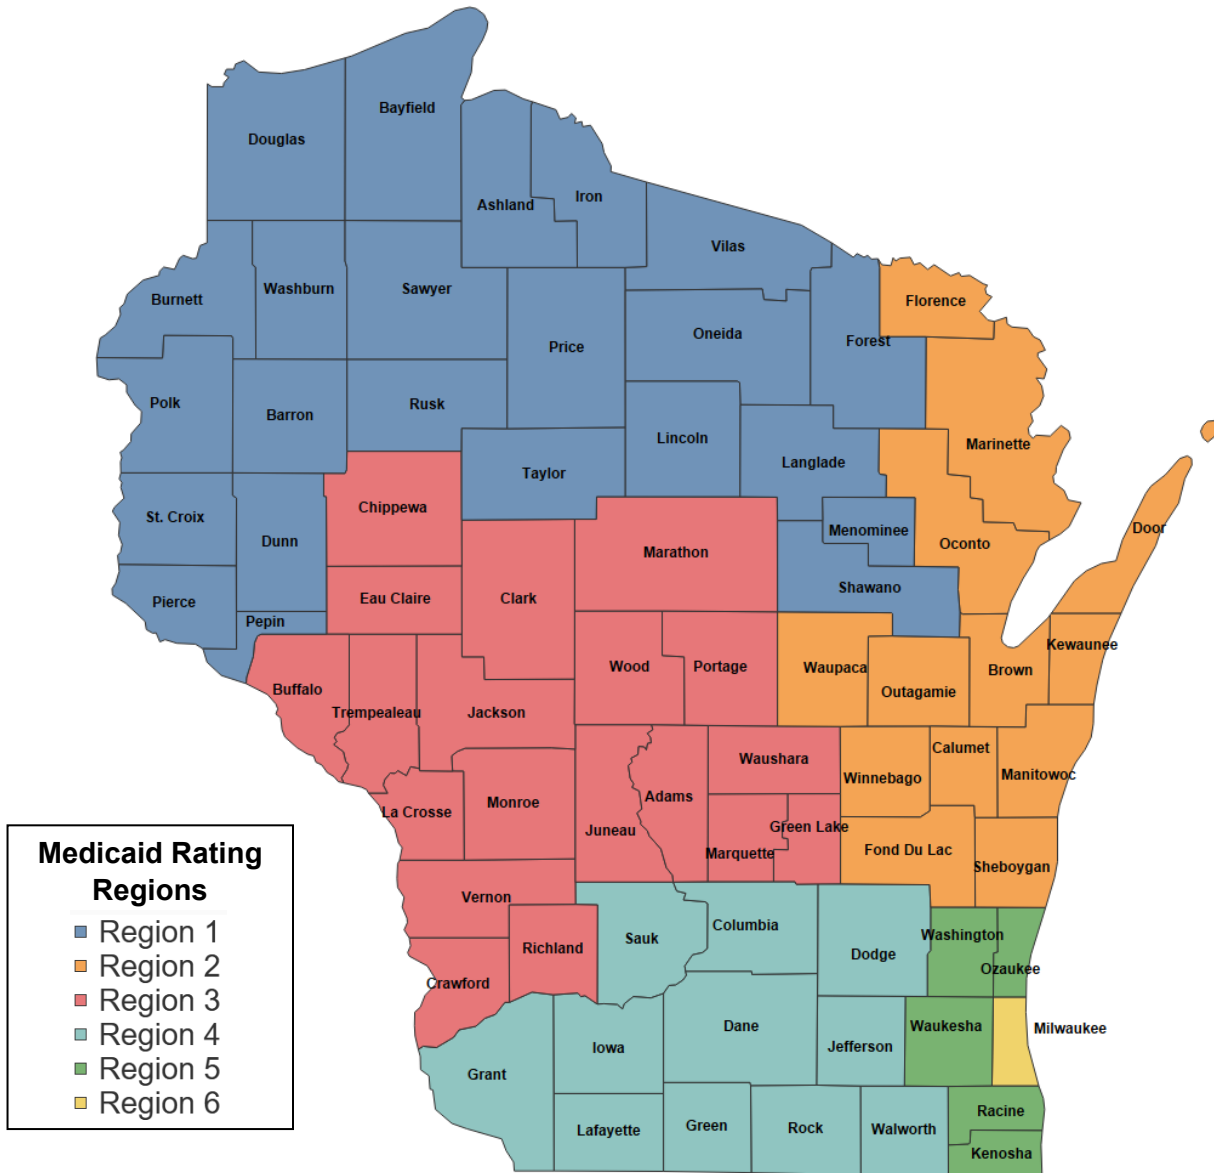 Bayfield
Douglas
Ashland
Iron
Vilas
Burnett
Washburn
Sawyer
Florence
Oneida
Forest
Price
Polk
Barron
Rusk
Lincoln
Marinette
Langlade
Taylor
Chippewa
St. Croix
Dunn
Menominee
Door
Oconto
Marathon
Shawano
Pierce
Eau Claire
Clark
Pepin
Kewaunee
Wood
Portage
Waupaca
Brown
Outagamie
Buffalo
Trempealeau
Jackson
Calumet
Waushara
Winnebago
Manitowoc
Monroe
Adams
La Crosse
Juneau
Green Lake
Marquette
Fond Du Lac
Sheboygan
Vernon
Columbia
Sauk
Richland
Dodge
Washington
Ozaukee
Crawford
Dane
Waukesha
Milwaukee
Iowa
Jefferson
Grant
Racine
Lafayette
Green
Rock
Walworth
Kenosha
Medicaid Rating
Regions
Region 1
Region 2
Region 3
Region 4
Region 5
Region 6